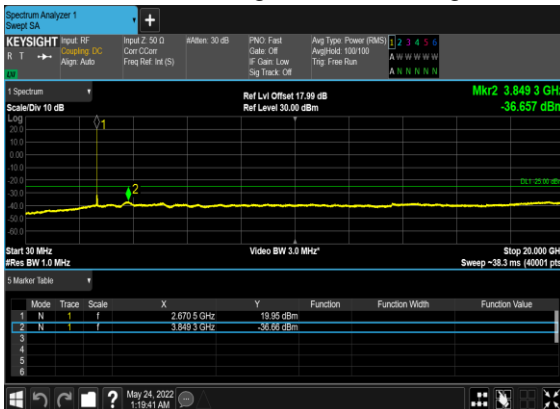 Spectrum Analyzer 1
Swept SA
KEYSIGHT Input: RF Input Z: 50 Ω #Atten: 30 dB PNO: Fast Avg Type: Power (RMS) 1 2 3 4 5 6
R T Coupling: DC Corr CCorr Gate: Off Avg|Hold: 100/100 A W W W W W
Align: Auto Freq Ref: Int (S) IF Gain: Low Trig: Free Run
Sig Track: Off A N N N N N
1 Spectrum
Ref Lvl Offset 17.99 dB Mkr2 3.849 3 GHz
Scale/Div 10 dB Ref Level 30.00 dBm -36.657 dBm
Log
20.0
10.0
0.00
-10.0
-20.0
-30.0
-40.0
-50.0
-60.0
1
2
Start 30 MHz Video BW 3.0 MHz* Stop 20.000 GH
#Res BW 1.0 MHz Sweep ~38.3 ms (40001 pts
5 Marker Table
Mode Trace Scale X Y Function Function Width Function Value
1 N 1 f 2.670 5 GHz 19.95 dBm
2 N 1 f 3.849 3 GHz -36.66 dBm
3
4
5
6
? May 24, 2022
1:19:41 AM